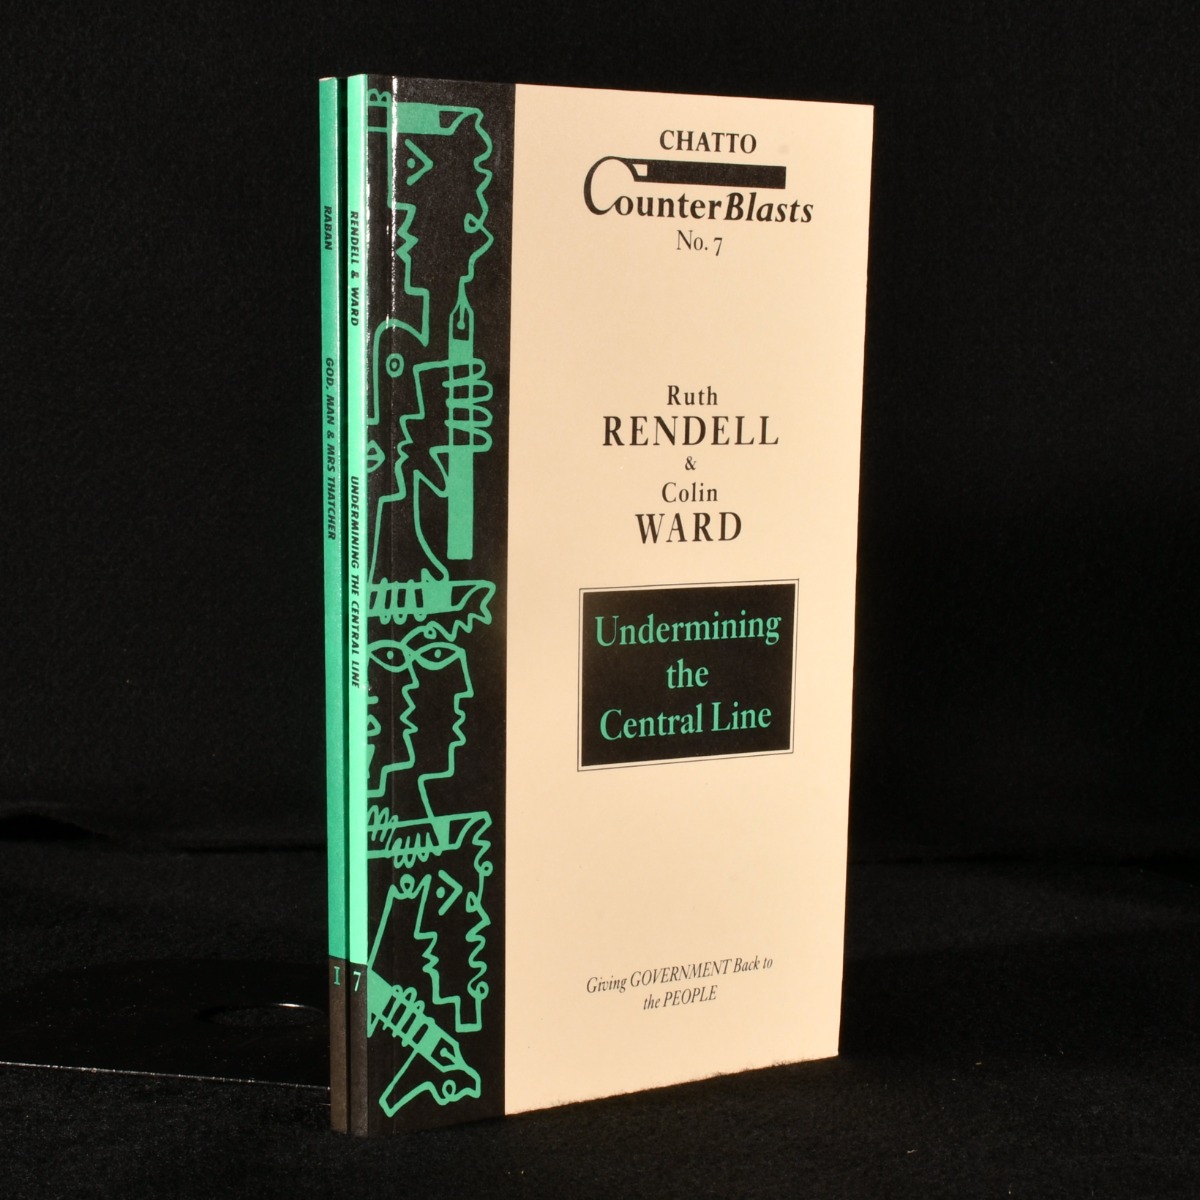 RABAN GOD, MAN & MRS THATCHER 1
RENDELL & WARD UNDERMINING THE CENTRAL LINE 7
CHATTO
CounterBlasts
No. 7
Ruth
RENDELL
&
Colin
WARD
Undermining
the
Central Line
Giving GOVERNMENT Back to
the PEOPLE